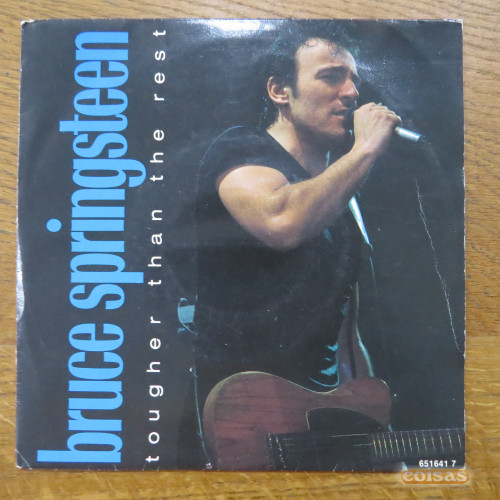 bruce springsteen
tougher than the rest
651641 7
coisas